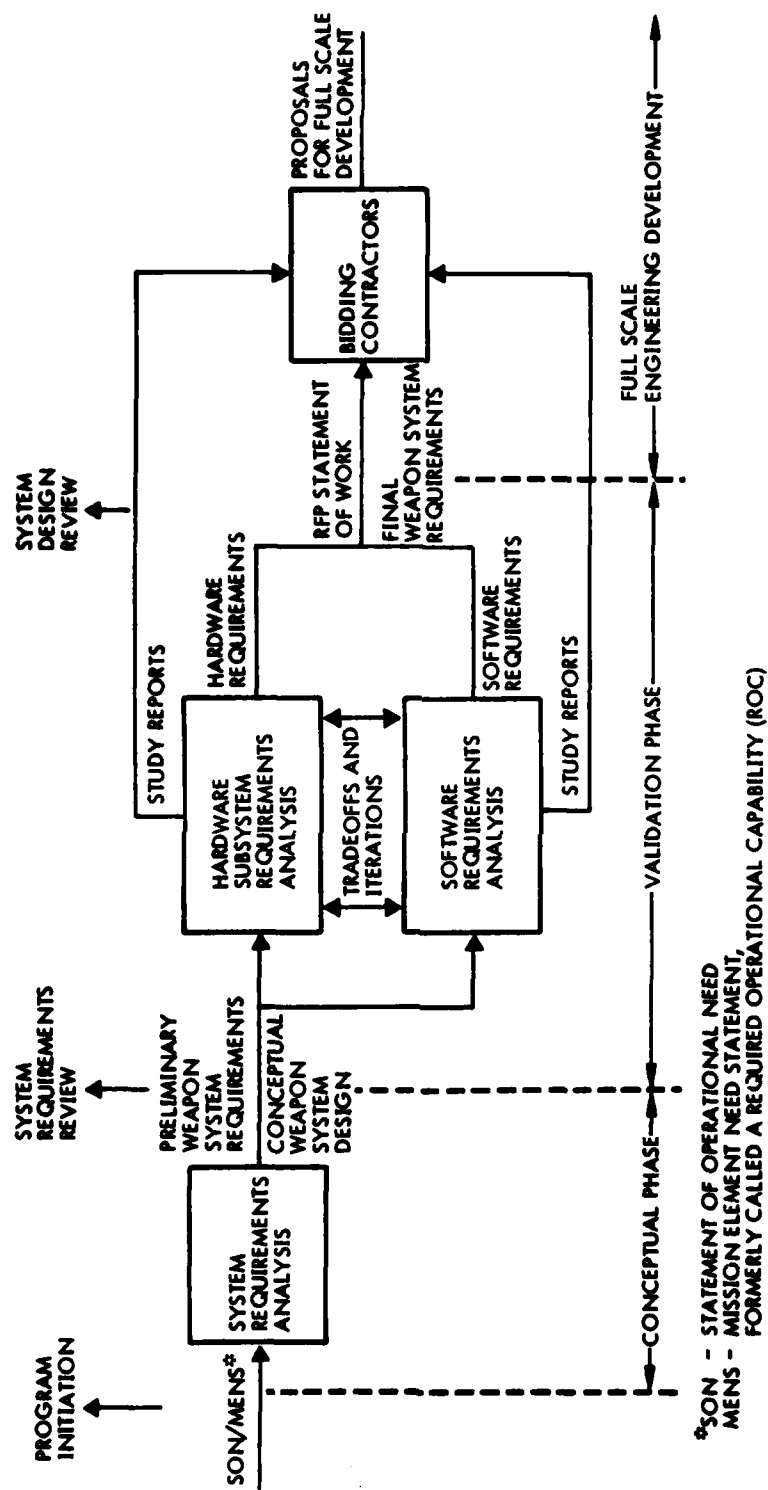 PROGRAM
INITIATION
SYSTEM
REQUIREMENTS
REVIEW
SYSTEM
DESIGN
REVIEW
SON/MENS*
SYSTEM
REQUIREMENTS
ANALYSIS
PRELIMINARY
WEAPON
SYSTEM
REQUIREMENTS
CONCEPTUAL
WEAPON
SYSTEM
DESIGN
STUDY REPORTS
HARDWARE
SUBSYSTEM
REQUIREMENTS
ANALYSIS
TRADEOFFS AND
ITERATIONS
SOFTWARE
REQUIREMENTS
ANALYSIS
HARDWARE
REQUIREMENTS
SOFTWARE
REQUIREMENTS
STUDY REPORTS
RFP STATEMENT
OF WORK
FINAL
WEAPON SYSTEM
REQUIREMENTS
BIDDING
CONTRACTORS
PROPOSALS
FOR FULL SCALE
DEVELOPMENT
CONCEPTUAL PHASE
VALIDATION PHASE
FULL SCALE
ENGINEERING DEVELOPMENT
*SON - STATEMENT OF OPERATIONAL NEED
MENS - MISSION ELEMENT NEED STATEMENT,
FORMERLY CALLED A REQUIRED OPERATIONAL CAPABILITY (ROC)